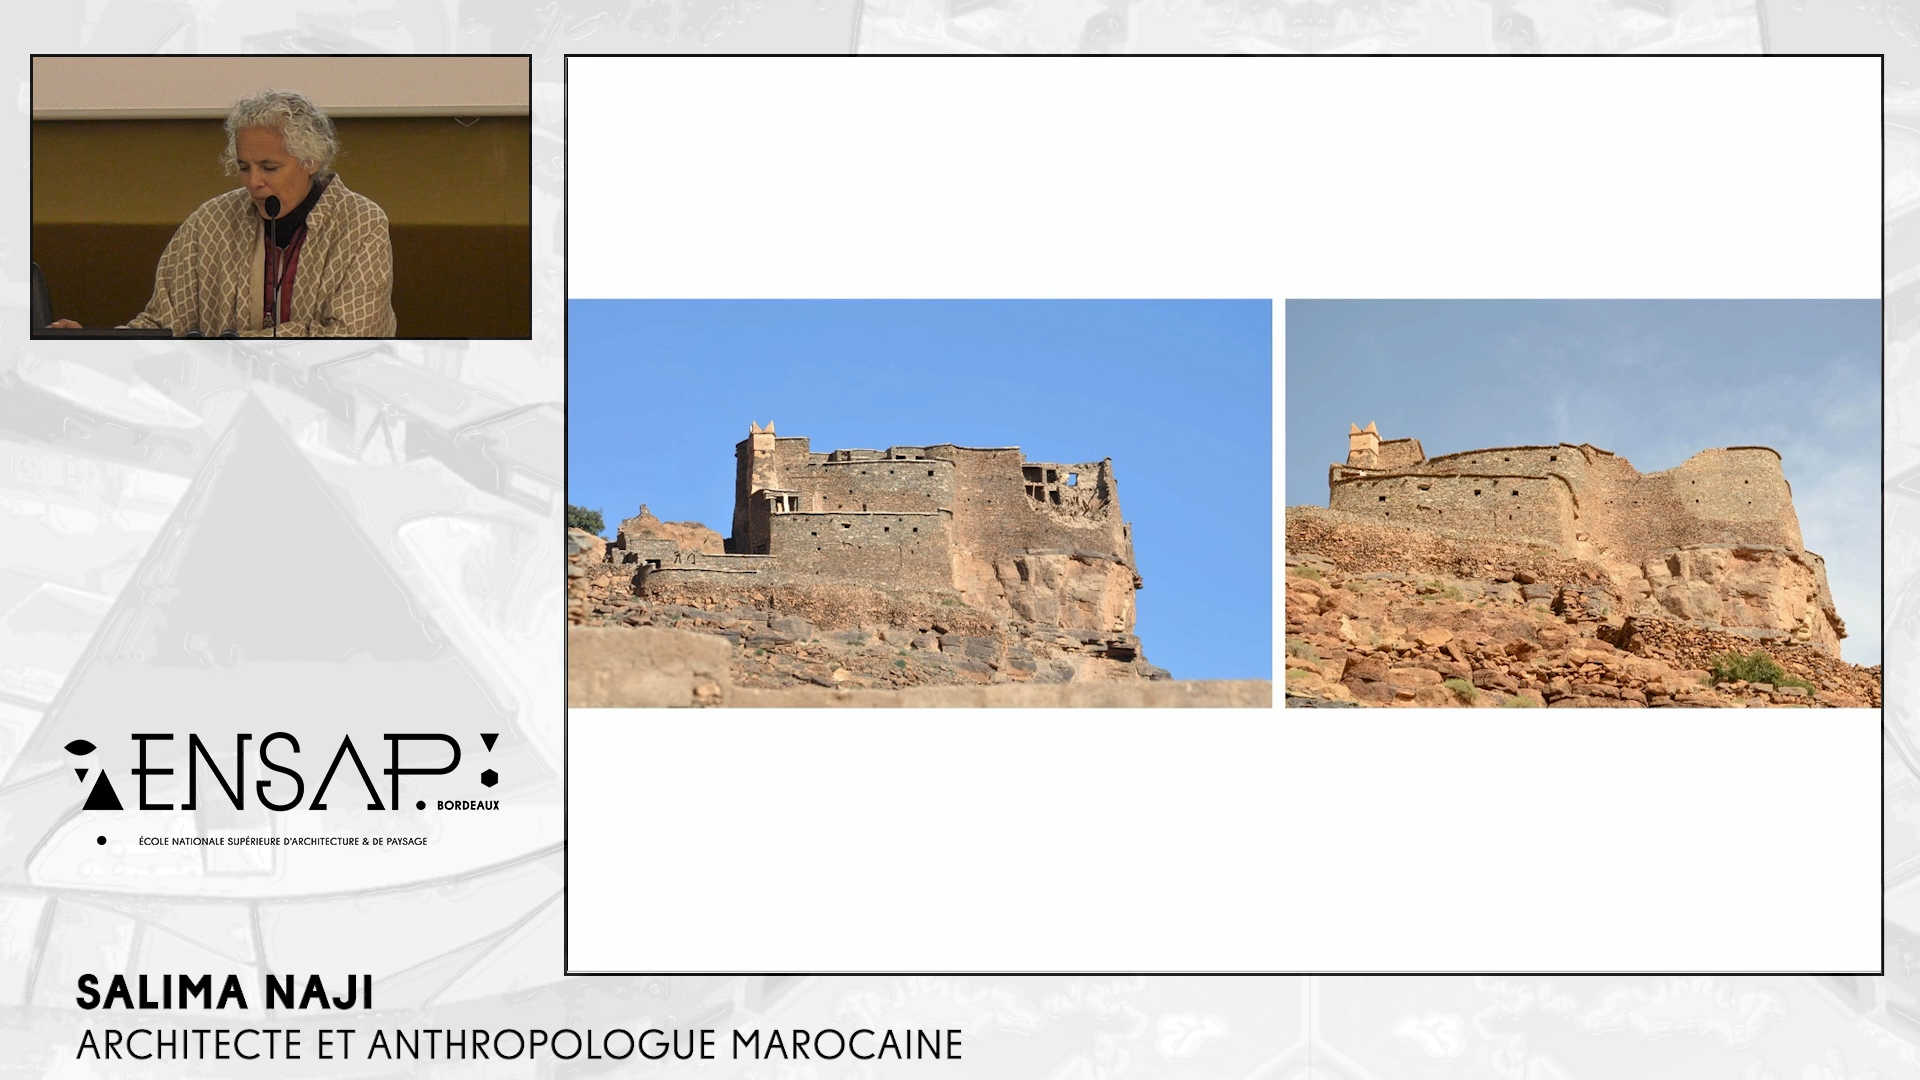 ENSAP.
BORDEAUX
ÉCOLE NATIONALE SUPÉRIEURE D'ARCHITECTURE & DE PAYSAGE
SALIMA NAJI
ARCHITECTE ET ANTHROPOLOGUE MAROCAINE